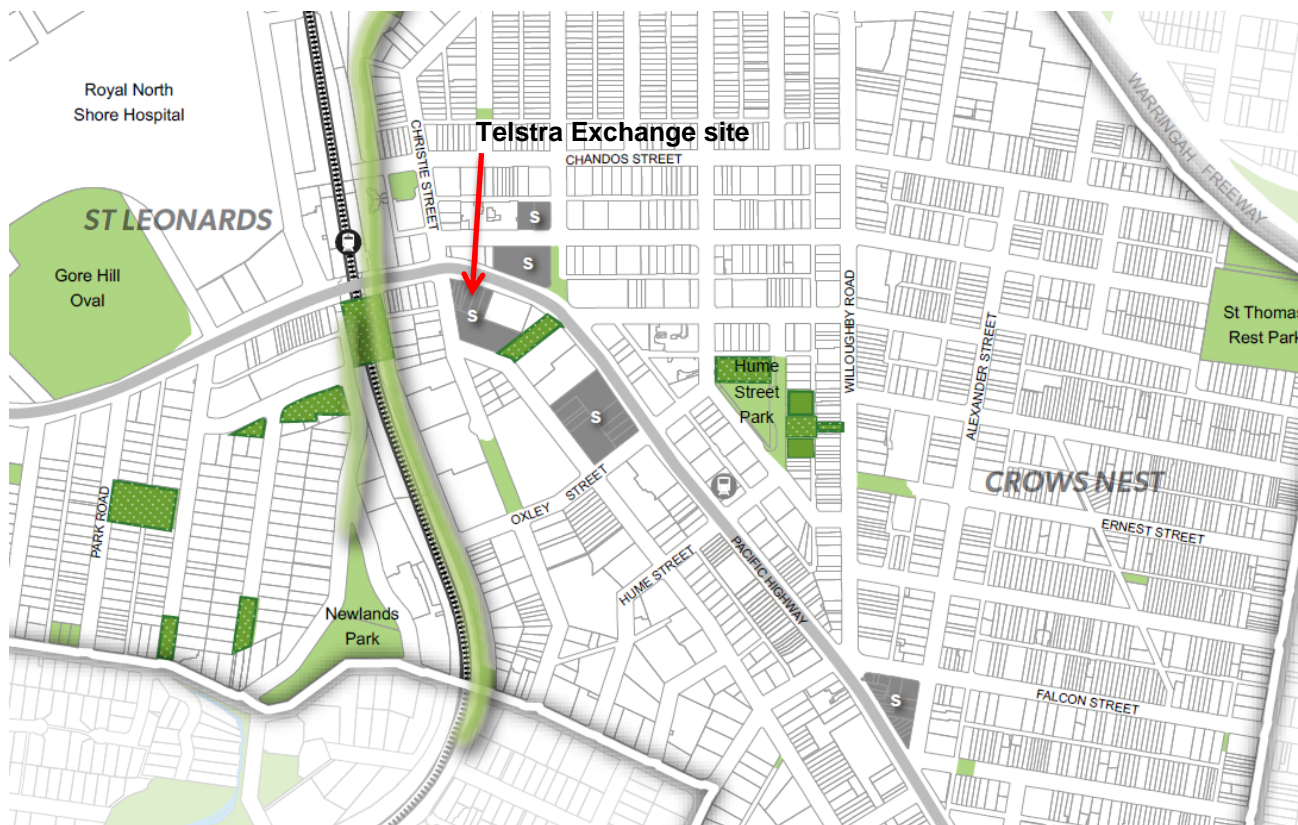 Royal North
Shore Hospital
Telstra Exchange site
CHRISTIE STREET
CHANDOS STREET
WARRINGAH FREEWAY
ST LEONARDS
S
S
S
Gore Hill
Oval
WILLOUGHBY ROAD
ALEXANDER STREET
St Thomas
Rest Park
Hume
Street
Park
S
CROWS NEST
PARK ROAD
OXLEY STREET
ERNEST STREET
HUME STREET
PACIFIC HIGHWAY
Newlands
Park
S
FALCON STREET